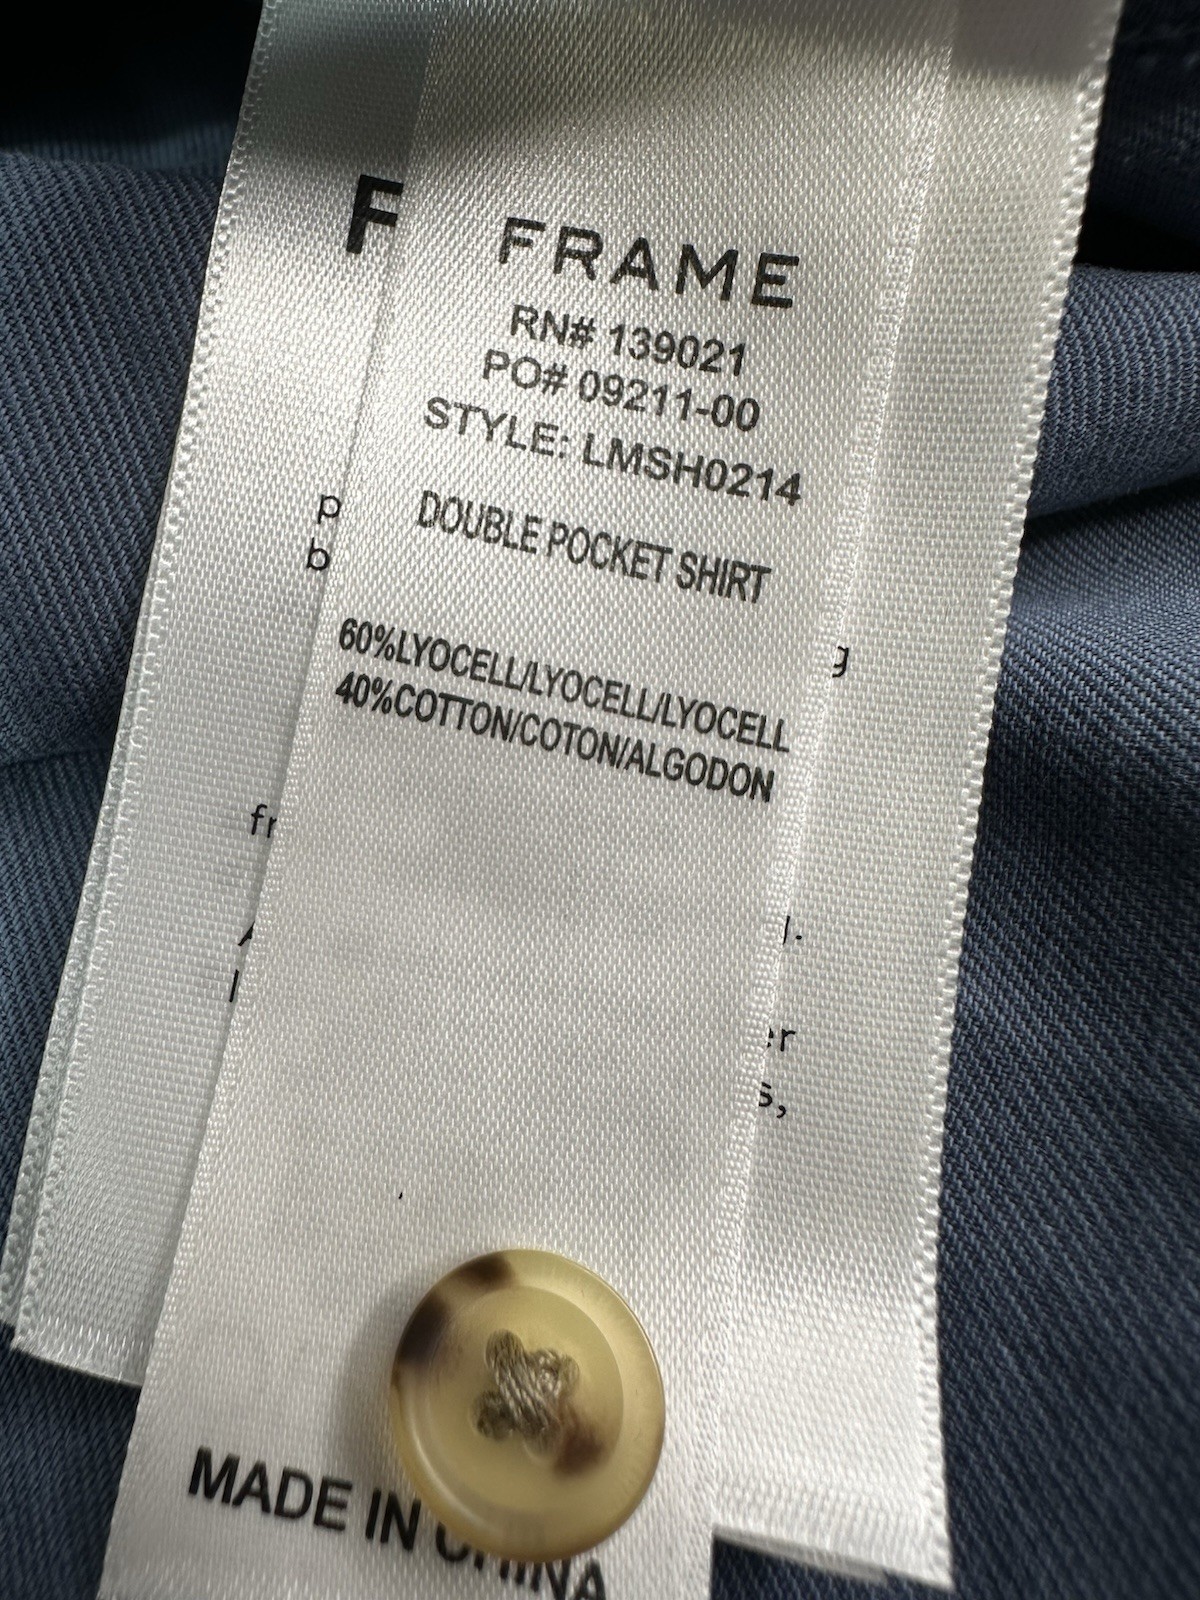 F
FRAME
RN# 139021
PO# 09211-00
STYLE: LMSH0214
DOUBLE POCKET SHIRT
60%LYOCELL/LYOCELL/LYOCELL
40%COTTON/COTON/ALGODON
MADE IN CHINA